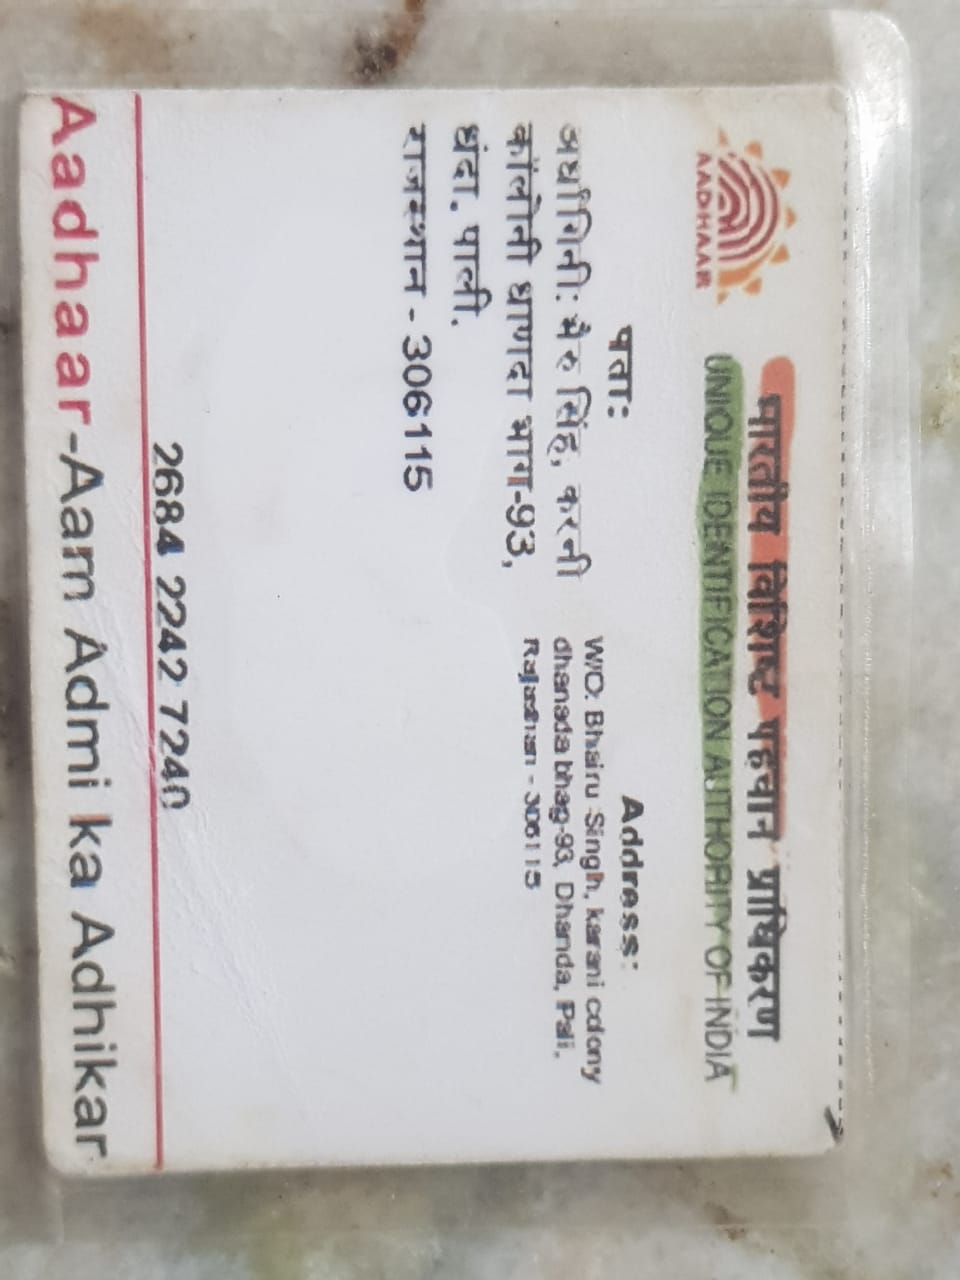 भारतीय विशिष्ट पहचान प्राधिकरण
UNIQUE IDENTIFICATION AUTHORITY OF INDIA
AADHAAR
पता:
अर्धांगिनी: भैरु सिंह, करनी
कॉलोनी धाणदा भाग-93,
धंदा, पाली,
राजस्थान - 306115
Address:
W/O: Bhairu Singh, karani colony
dhanada bhag-93, Dhanda, Pali,
Rajasthan - 306115
2684 2242 7240
Aadhaar-Aam Admi ka Adhikar